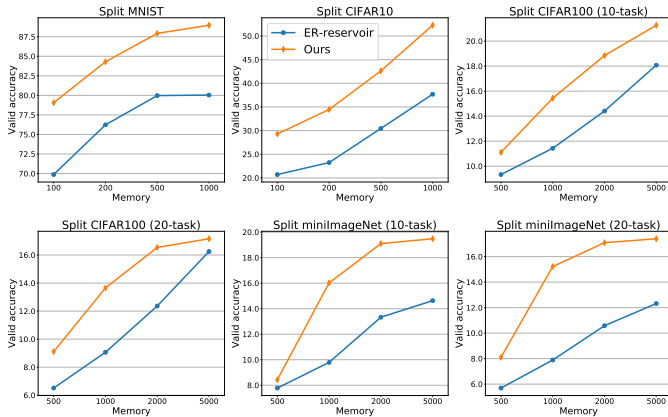 Split MNIST
Valid accuracy
87.5
85.0
82.5
80.0
77.5
75.0
72.5
70.0
100 200 500 1000
Memory
Split CIFAR10
ER-reservoir
Ours
Valid accuracy
50.0
45.0
40.0
35.0
30.0
25.0
20.0
100 200 500 1000
Memory
Split CIFAR100 (10-task)
Valid accuracy
20.0
18.0
16.0
14.0
12.0
10.0
500 1000 2000 5000
Memory
Split CIFAR100 (20-task)
Valid accuracy
16.0
14.0
12.0
10.0
8.0
6.0
500 1000 2000 5000
Memory
Split miniImageNet (10-task)
Valid accuracy
20.0
18.0
16.0
14.0
12.0
10.0
8.0
500 1000 2000 5000
Memory
Split miniImageNet (20-task)
Valid accuracy
16.0
14.0
12.0
10.0
8.0
6.0
500 1000 2000 5000
Memory